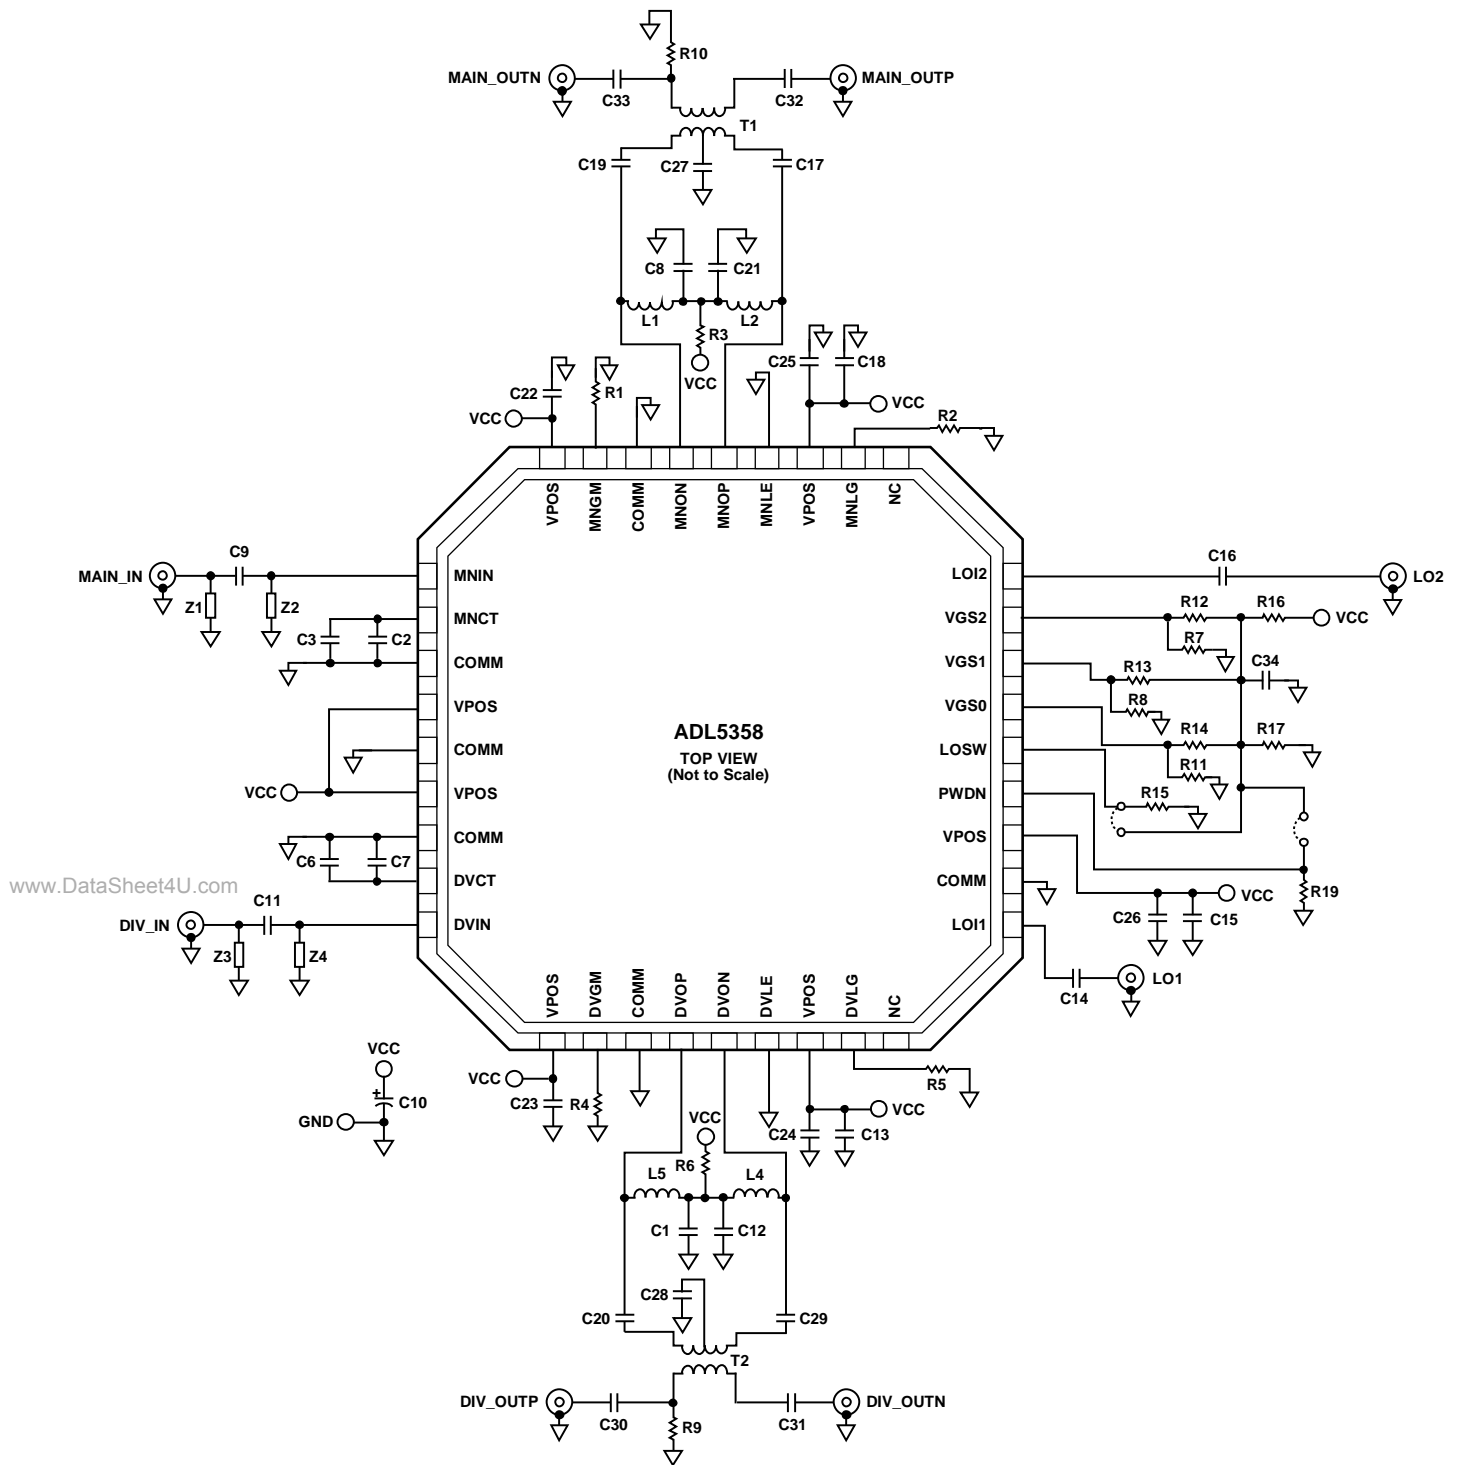 R10
MAIN_OUTN
MAIN_OUTP
C33
C32
T1
C19
C27
C17
C8
C21
L1
L2
R3
VCC
C25
C18
C22
R1
VCC
VCC
R2
VPOS
MNGM
COMM
MNON
MNOP
MNLE
VPOS
MNLG
NC
C9
C16
MAIN_IN
MNIN
LOI2
LO2
Z1
Z2
R12
R16
MNCT
VGS2
VCC
C3
C2
R7
COMM
VGS1
R13
C34
VPOS
VGS0
R8
ADL5358
TOP VIEW
(Not to Scale)
COMM
LOSW
R14
R17
R11
VCC
VPOS
PWDN
R15
COMM
VPOS
C6
C7
DVCT
COMM
www.DataSheet4U.com
VCC
R19
C11
C26
C15
DIV_IN
DVIN
LOI1
Z3
Z4
LO1
C14
VPOS
DVGM
COMM
DVOP
DVON
DVLE
VPOS
DVLG
NC
VCC
VCC
R5
C10
C23
R4
VCC
VCC
GND
C24
C13
R6
L5
L4
C1
C12
C28
C20
C29
T2
DIV_OUTP
DIV_OUTN
C30
R9
C31